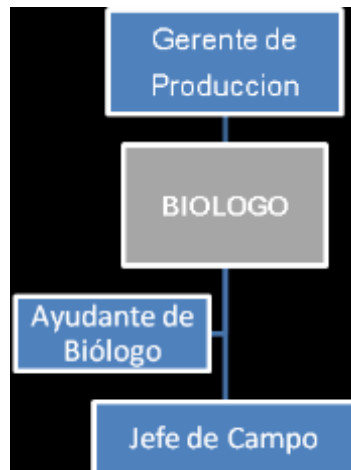 Gerente de
Produccion
BIOLOGO
Ayudante de
Biólogo
Jefe de Campo